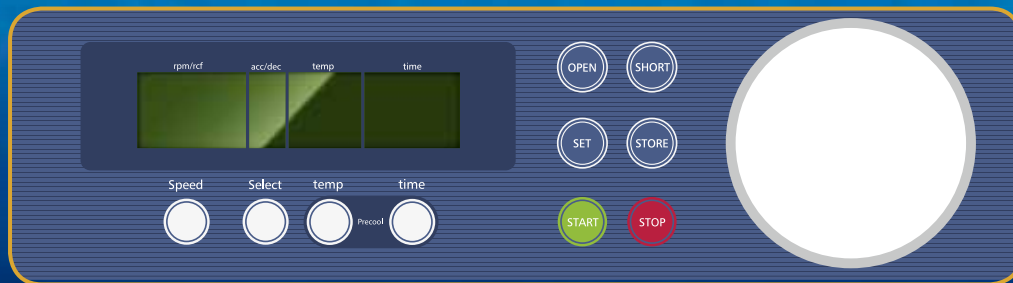 rpm/rcf acc/dec temp time
OPEN SHORT
SET STORE
Speed Select temp time
Precool
START STOP